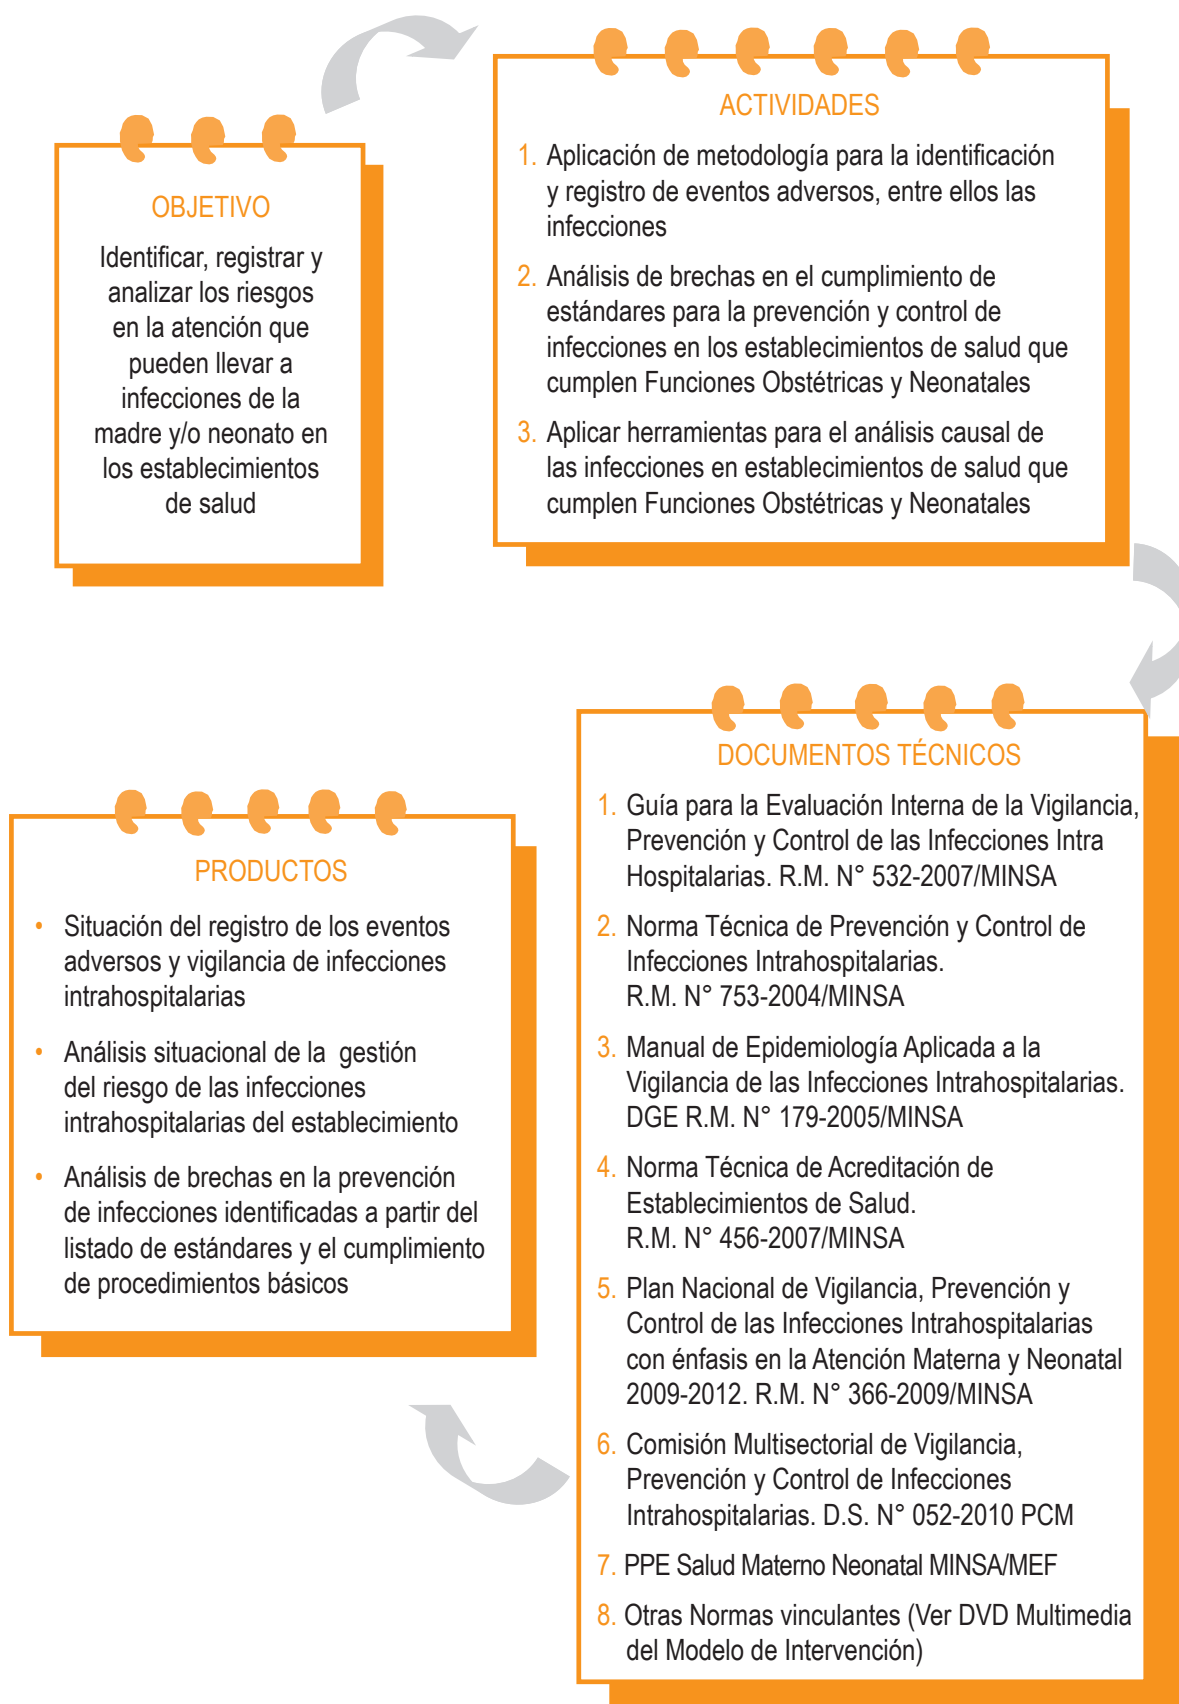 OBJETIVO
Identificar, registrar y
analizar los riesgos
en la atención que
pueden llevar a
infecciones de la
madre y/o neonato en
los establecimientos
de salud
ACTIVIDADES
1. Aplicación de metodología para la identificación
y registro de eventos adversos, entre ellos las
infecciones
2. Análisis de brechas en el cumplimiento de
estándares para la prevención y control de
infecciones en los establecimientos de salud que
cumplen Funciones Obstétricas y Neonatales
3. Aplicar herramientas para el análisis causal de
las infecciones en establecimientos de salud que
cumplen Funciones Obstétricas y Neonatales
DOCUMENTOS TÉCNICOS
1. Guía para la Evaluación Interna de la Vigilancia,
Prevención y Control de las Infecciones Intra
Hospitalarias. R.M. N° 532-2007/MINSA
2. Norma Técnica de Prevención y Control de
Infecciones Intrahospitalarias.
R.M. N° 753-2004/MINSA
3. Manual de Epidemiología Aplicada a la
Vigilancia de las Infecciones Intrahospitalarias.
DGE R.M. N° 179-2005/MINSA
4. Norma Técnica de Acreditación de
Establecimientos de Salud.
R.M. N° 456-2007/MINSA
5. Plan Nacional de Vigilancia, Prevención y
Control de las Infecciones Intrahospitalarias
con énfasis en la Atención Materna y Neonatal
2009-2012. R.M. N° 366-2009/MINSA
6. Comisión Multisectorial de Vigilancia,
Prevención y Control de Infecciones
Intrahospitalarias. D.S. N° 052-2010 PCM
7. PPE Salud Materno Neonatal MINSA/MEF
8. Otras Normas vinculantes (Ver DVD Multimedia
del Modelo de Intervención)
PRODUCTOS
• Situación del registro de los eventos
adversos y vigilancia de infecciones
intrahospitalarias
• Análisis situacional de la gestión
del riesgo de las infecciones
intrahospitalarias del establecimiento
• Análisis de brechas en la prevención
de infecciones identificadas a partir del
listado de estándares y el cumplimiento
de procedimientos básicos